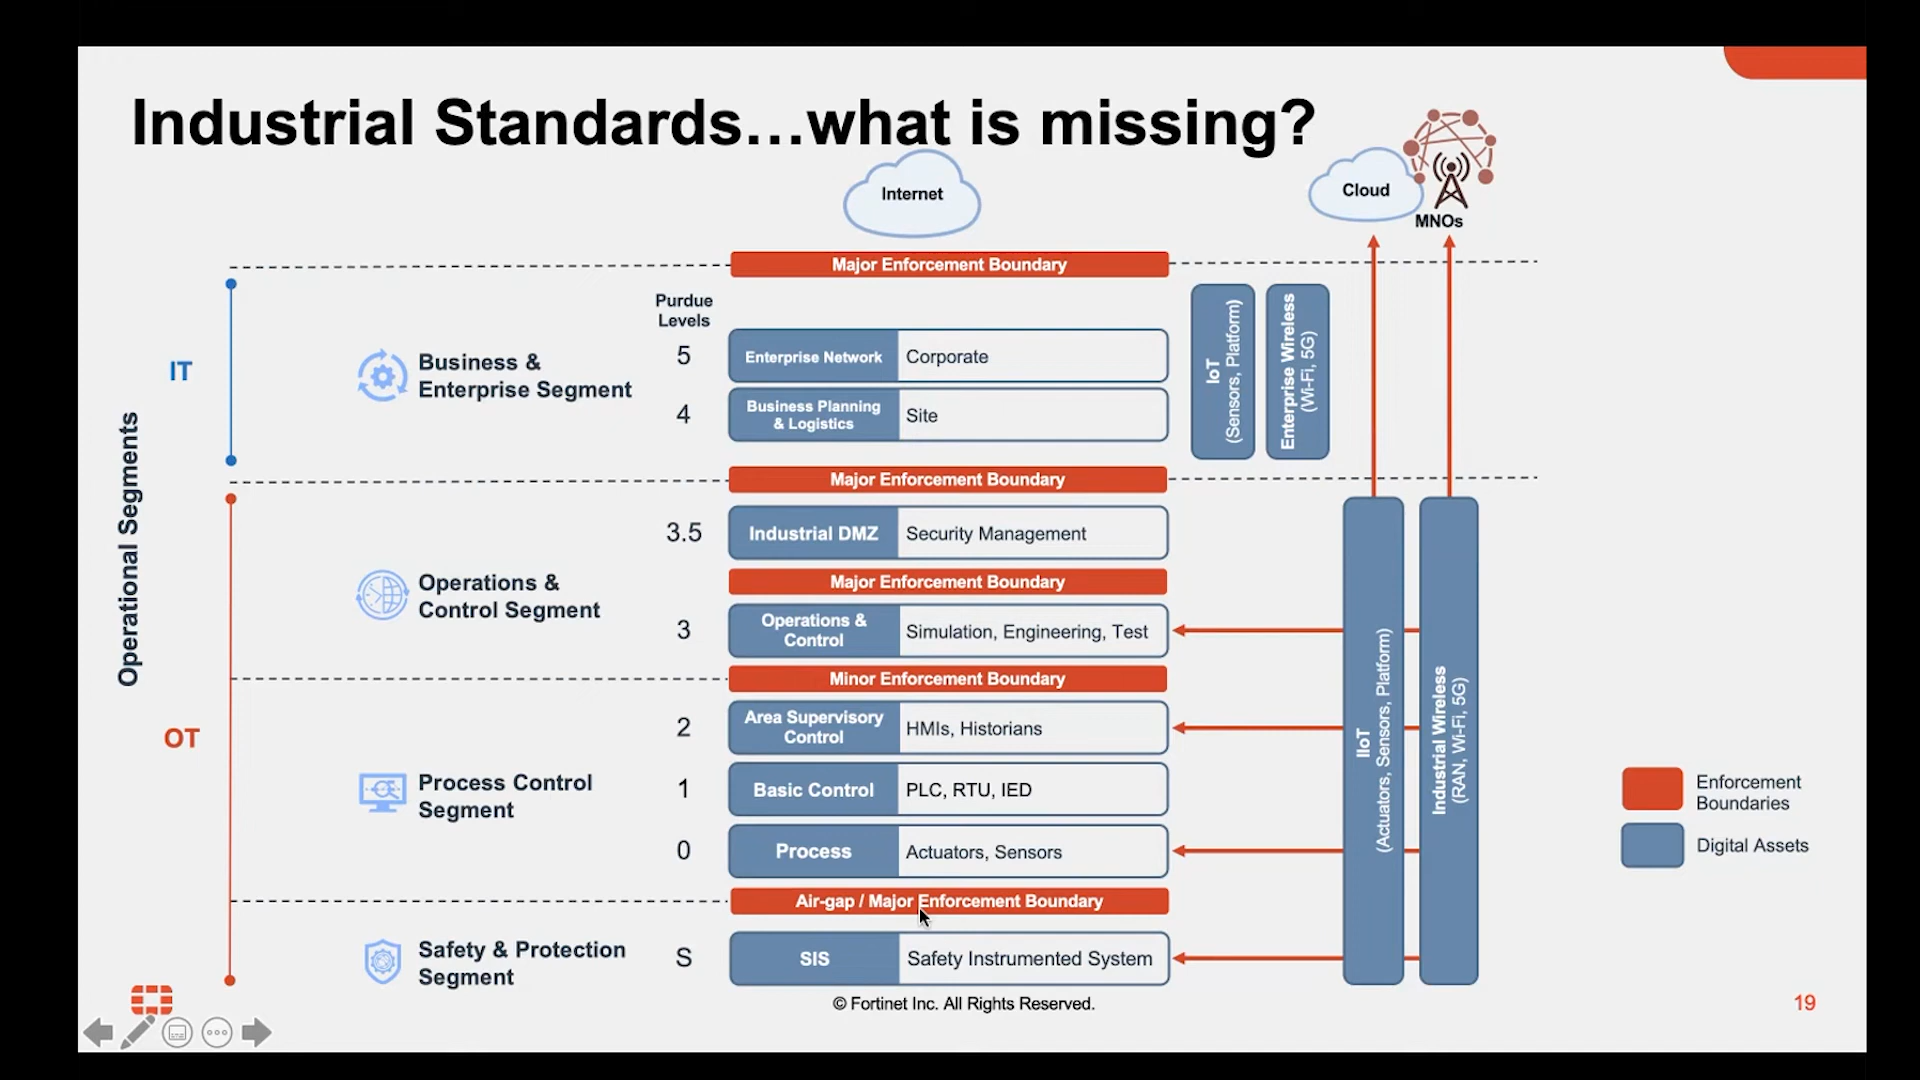 Industrial Standards...what is missing?
Internet
Cloud
MNOs
Major Enforcement Boundary
Purdue
Levels
IT
Business &
Enterprise Segment
5
Enterprise Network
Corporate
4
Business Planning
& Logistics
Site
IoT
(Sensors, Platform)
Enterprise Wireless
(Wi-Fi, 5G)
Major Enforcement Boundary
Operational Segments
OT
Operations &
Control Segment
3.5
Industrial DMZ
Security Management
Major Enforcement Boundary
3
Operations &
Control
Simulation, Engineering, Test
Minor Enforcement Boundary
Process Control
Segment
2
Area Supervisory
Control
HMIs, Historians
1
Basic Control
PLC, RTU, IED
0
Process
Actuators, Sensors
Air-gap / Major Enforcement Boundary
Safety & Protection
Segment
S
SIS
Safety Instrumented System
IIoT
(Actuators, Sensors, Platform)
Industrial Wireless
(RAN, Wi-Fi, 5G)
Enforcement
Boundaries
Digital Assets
© Fortinet Inc. All Rights Reserved.
19